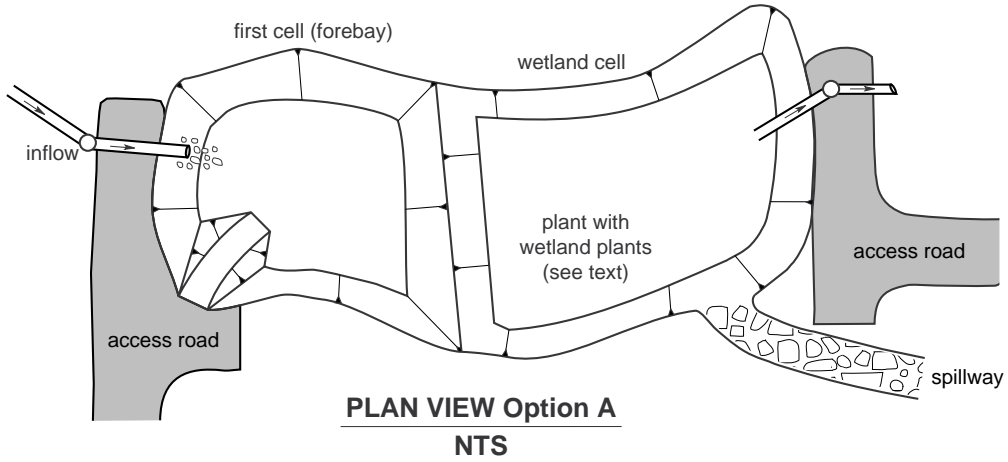 first cell (forebay)
wetland cell
inflow
plant with
wetland plants
(see text)
access road
access road
spillway
PLAN VIEW Option A
NTS